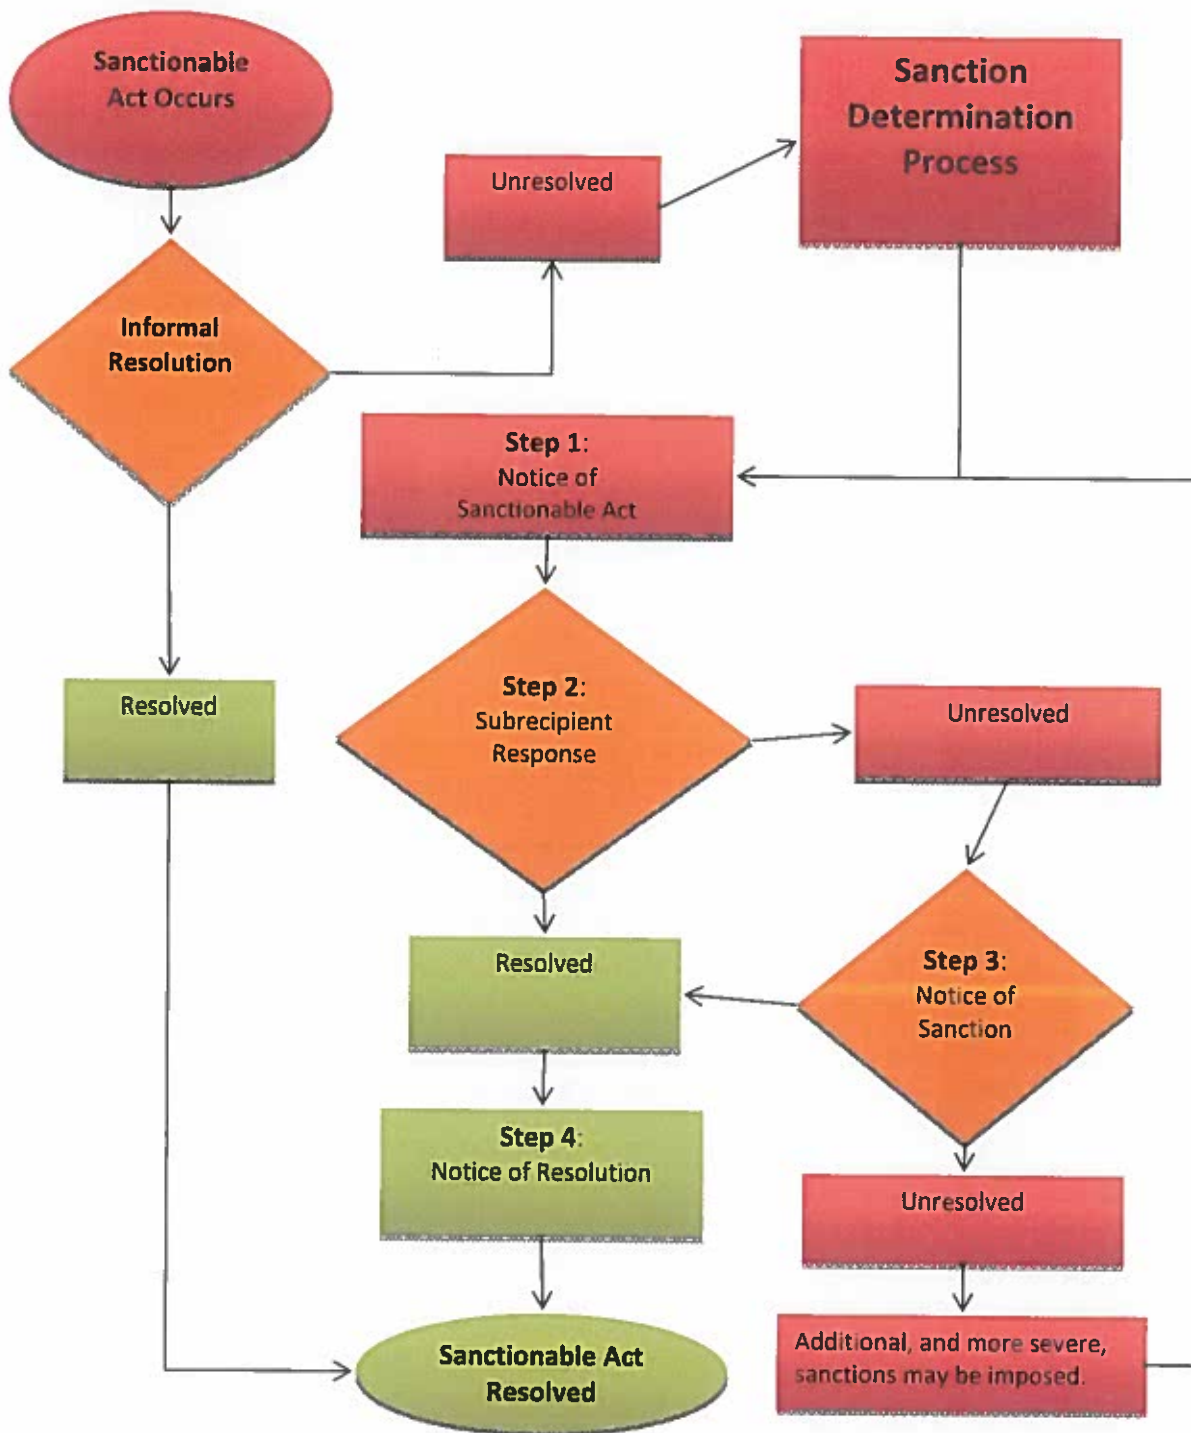 Sanctionable
Act Occurs
Sanction
Determination
Process
Unresolved
Informal
Resolution
Step 1:
Notice of
Sanctionable Act
Step 2:
Subrecipient
Response
Resolved
Unresolved
Resolved
Step 3:
Notice of
Sanction
Step 4:
Notice of Resolution
Unresolved
Additional, and more severe,
sanctions may be imposed.
Sanctionable Act
Resolved